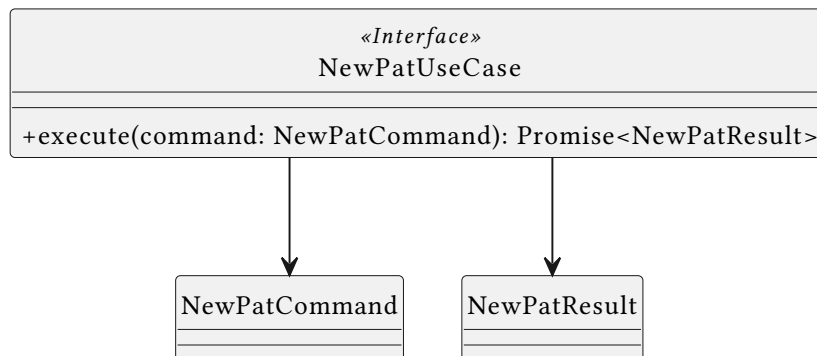 «Interface»
NewPatUseCase
+execute(command: NewPatCommand): Promise<NewPatResult>
NewPatCommand
NewPatResult